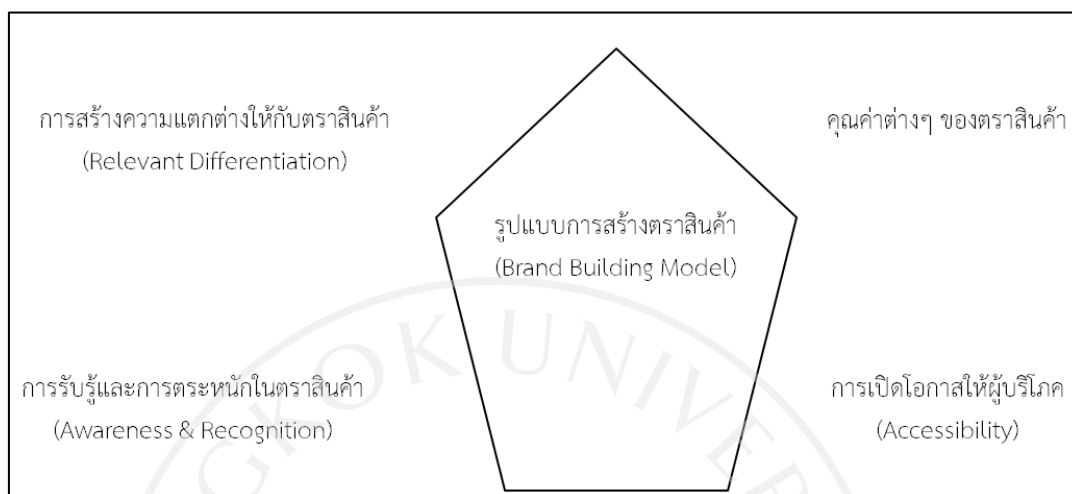 การสร้างความแตกต่างให้กับตราสินค้า
(Relevant Differentiation)
คุณค่าต่างๆ ของตราสินค้า
รูปแบบการสร้างตราสินค้า
(Brand Building Model)
การรับรู้และการตระหนักในตราสินค้า
(Awareness & Recognition)
การเปิดโอกาสให้ผู้บริโภค
(Accessibility)
GKOK UNIVER